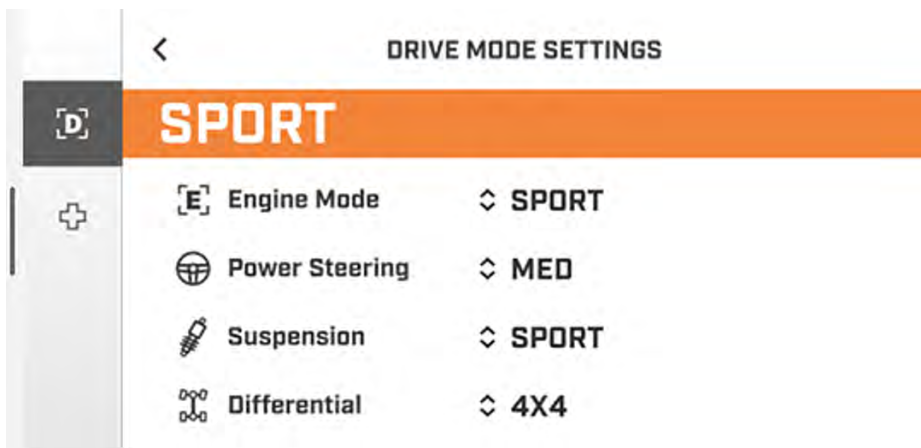 DRIVE MODE SETTINGS
D
SPORT
E Engine Mode SPORT
Power Steering MED
Suspension SPORT
Differential 4X4